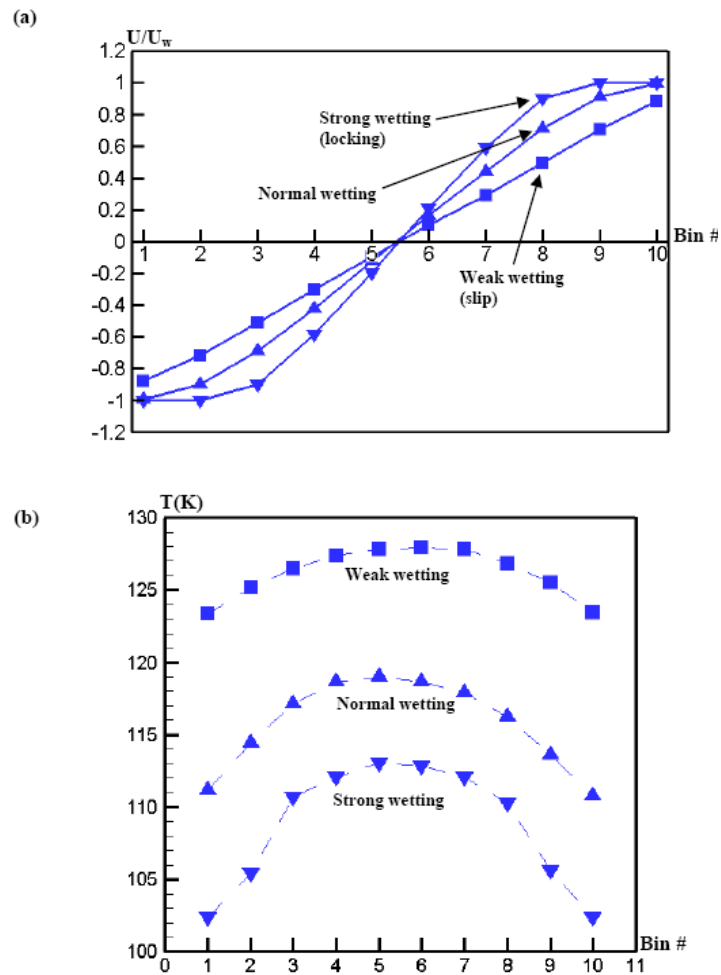 (a)
U/Uw
1.2
1
0.8
0.6
0.4
0.2
0
-0.2
-0.4
-0.6
-0.8
-1
-1.2
Strong wetting
(locking)
Normal wetting
Weak wetting
(slip)
1 2 3 4 5 6 7 8 9 10
Bin #
(b)
T(K)
130
125
120
115
110
105
100
Weak wetting
Normal wetting
Strong wetting
0 1 2 3 4 5 6 7 8 9 10 11
Bin #